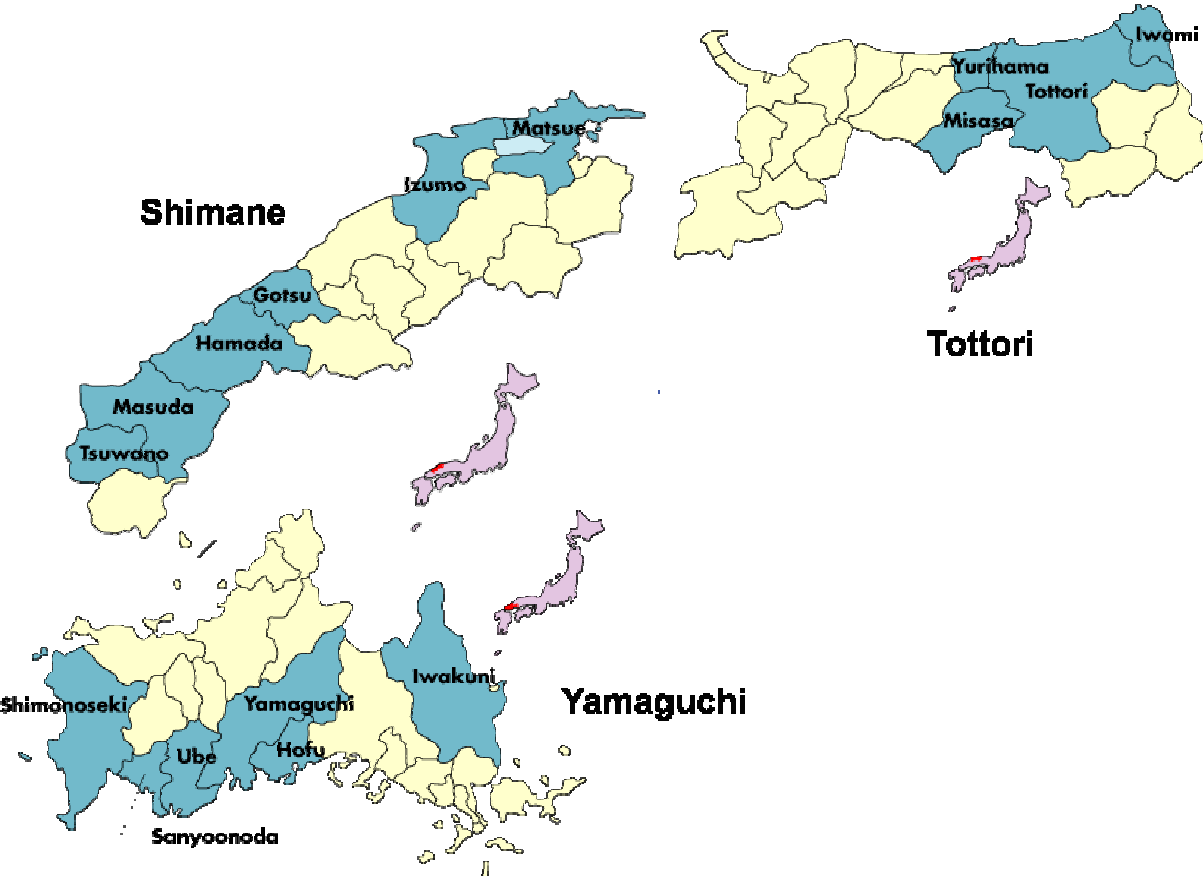 Iwami
Yurihama
Tottori
Misasa
Matsue
Izumo
Shimane
Gotsu
Tottori
Hamada
Masuda
Tsuwano
Iwakuni
Yamaguchi
Shimonoseki
Yamaguchi
Hofu
Ube
Sanyoonoda